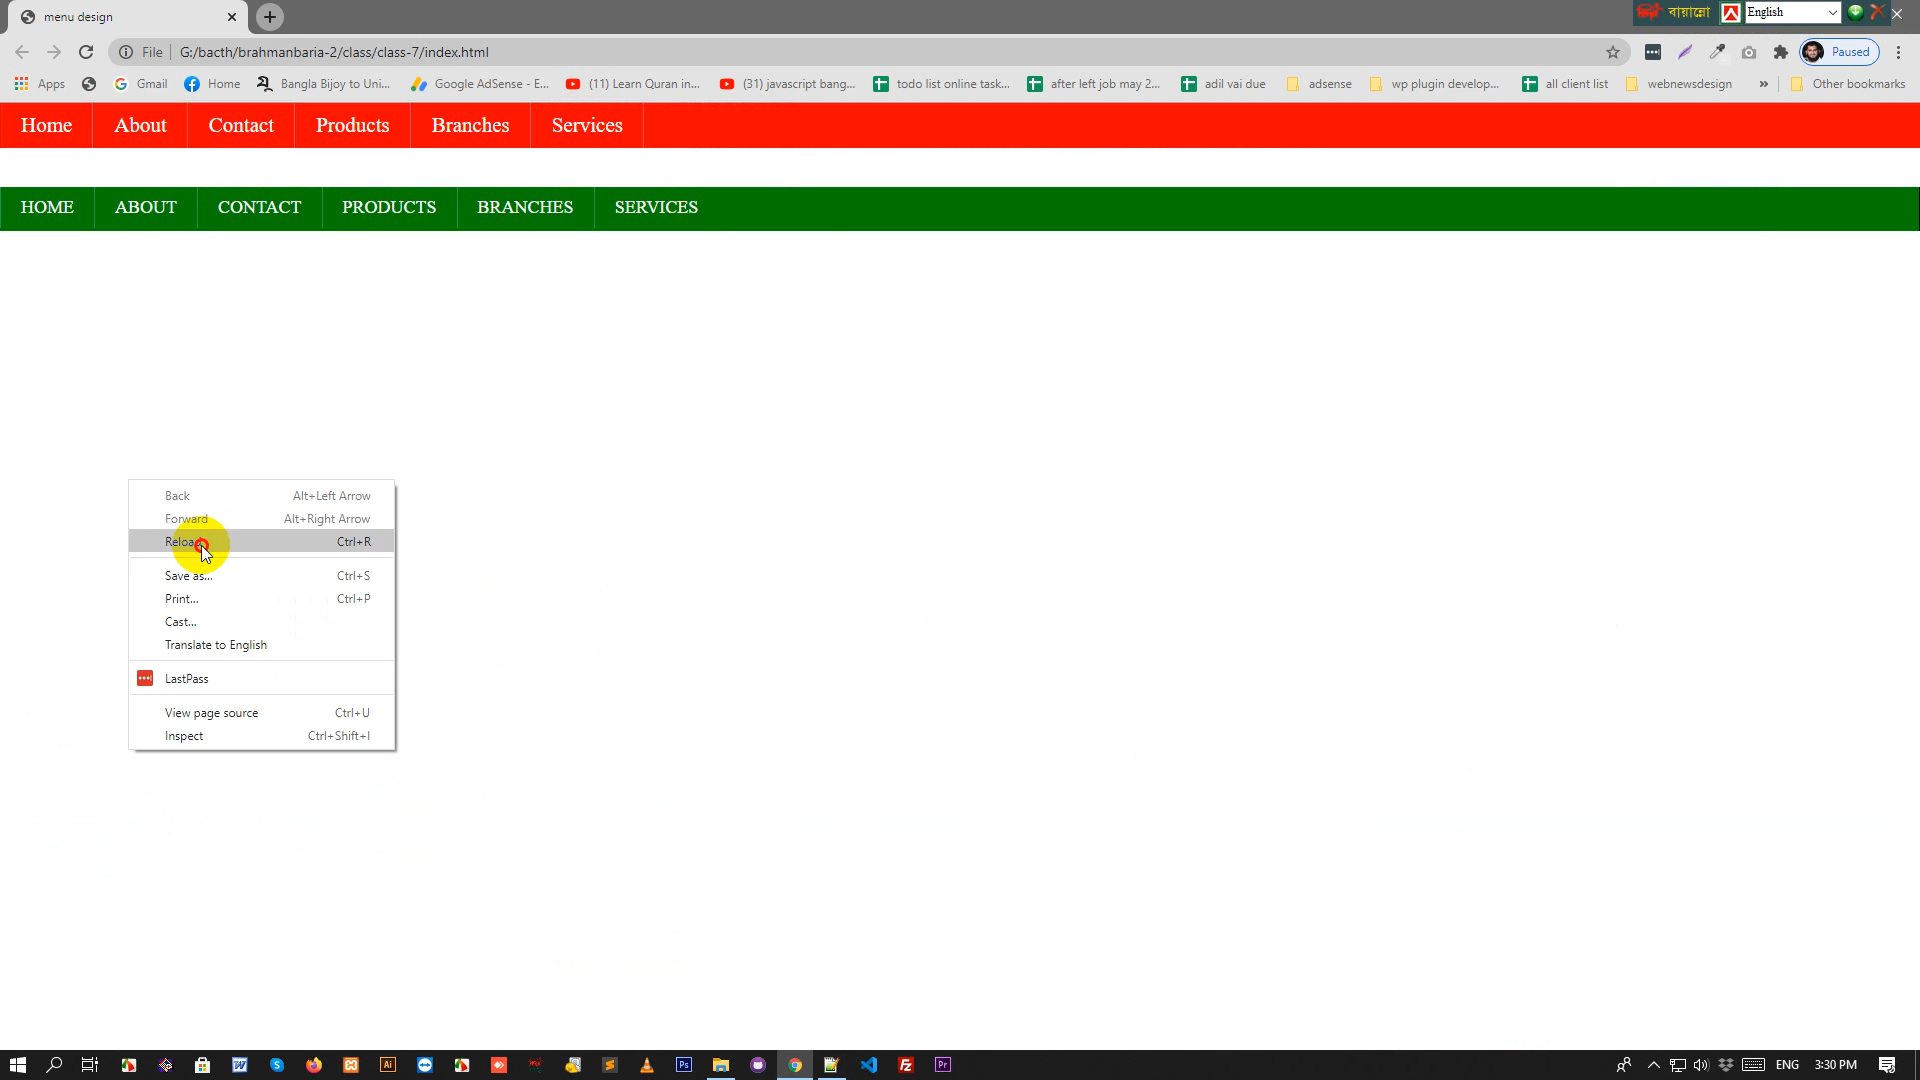 menu design
বায়ান্নো
English
File
G:/bacth/brahmanbaria-2/class/class-7/index.html
Paused
Apps
Gmail
Home
Bangla Bijoy to Uni...
Google AdSense - E...
(11) Learn Quran in...
(31) javascript bang...
todo list online task...
after left job may 2...
adil vai due
adsense
wp plugin develop...
all client list
webnewsdesign
»
Other bookmarks
Home About Contact Products Branches Services
HOME ABOUT CONTACT PRODUCTS BRANCHES SERVICES
Back Alt+Left Arrow
Forward Alt+Right Arrow
Reload Ctrl+R
Save as... Ctrl+S
Print... Ctrl+P
Cast...
Translate to English
LastPass
View page source Ctrl+U
Inspect Ctrl+Shift+I
Ai
Ps
Pr
ENG
3:30 PM